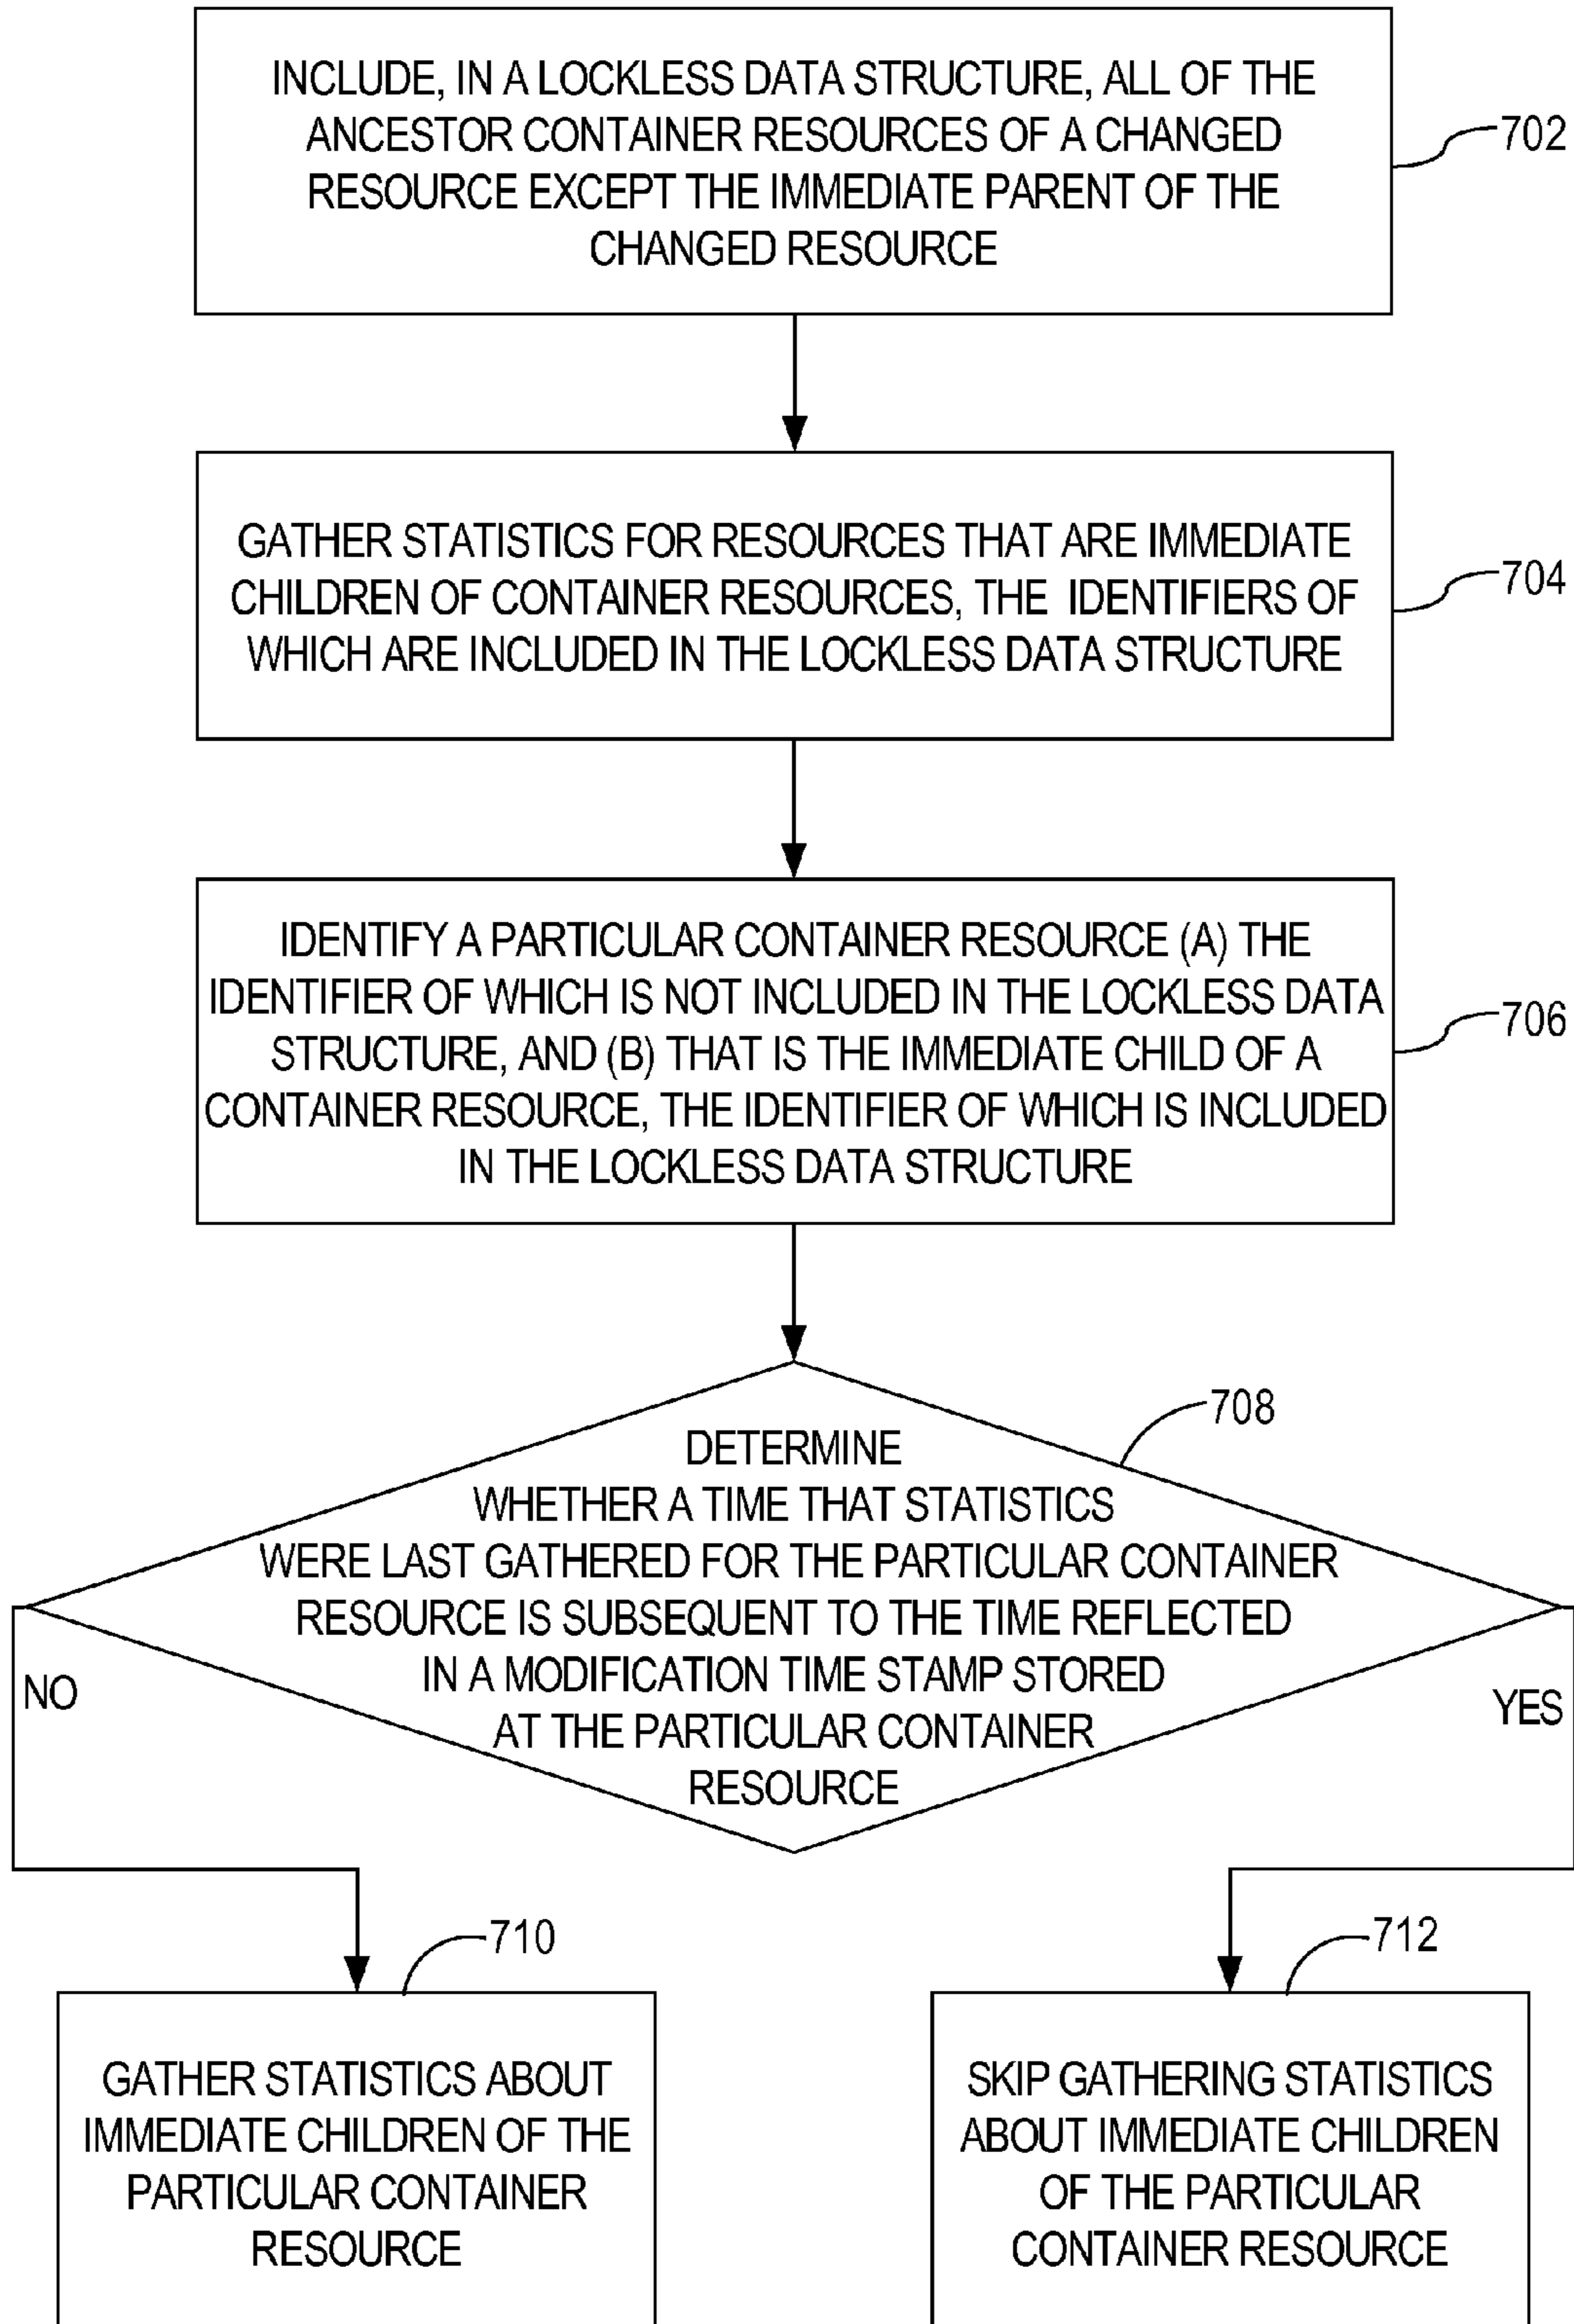 INCLUDE, IN A LOCKLESS DATA STRUCTURE, ALL OF THE
ANCESTOR CONTAINER RESOURCES OF A CHANGED
RESOURCE EXCEPT THE IMMEDIATE PARENT OF THE
CHANGED RESOURCE
702
GATHER STATISTICS FOR RESOURCES THAT ARE IMMEDIATE
CHILDREN OF CONTAINER RESOURCES, THE IDENTIFIERS OF
WHICH ARE INCLUDED IN THE LOCKLESS DATA STRUCTURE
704
IDENTIFY A PARTICULAR CONTAINER RESOURCE (A) THE
IDENTIFIER OF WHICH IS NOT INCLUDED IN THE LOCKLESS DATA
STRUCTURE, AND (B) THAT IS THE IMMEDIATE CHILD OF A
CONTAINER RESOURCE, THE IDENTIFIER OF WHICH IS INCLUDED
IN THE LOCKLESS DATA STRUCTURE
706
708
DETERMINE
WHETHER A TIME THAT STATISTICS
WERE LAST GATHERED FOR THE PARTICULAR CONTAINER
RESOURCE IS SUBSEQUENT TO THE TIME REFLECTED
IN A MODIFICATION TIME STAMP STORED
AT THE PARTICULAR CONTAINER
RESOURCE
NO
YES
710
GATHER STATISTICS ABOUT
IMMEDIATE CHILDREN OF THE
PARTICULAR CONTAINER
RESOURCE
712
SKIP GATHERING STATISTICS
ABOUT IMMEDIATE CHILDREN
OF THE PARTICULAR
CONTAINER RESOURCE